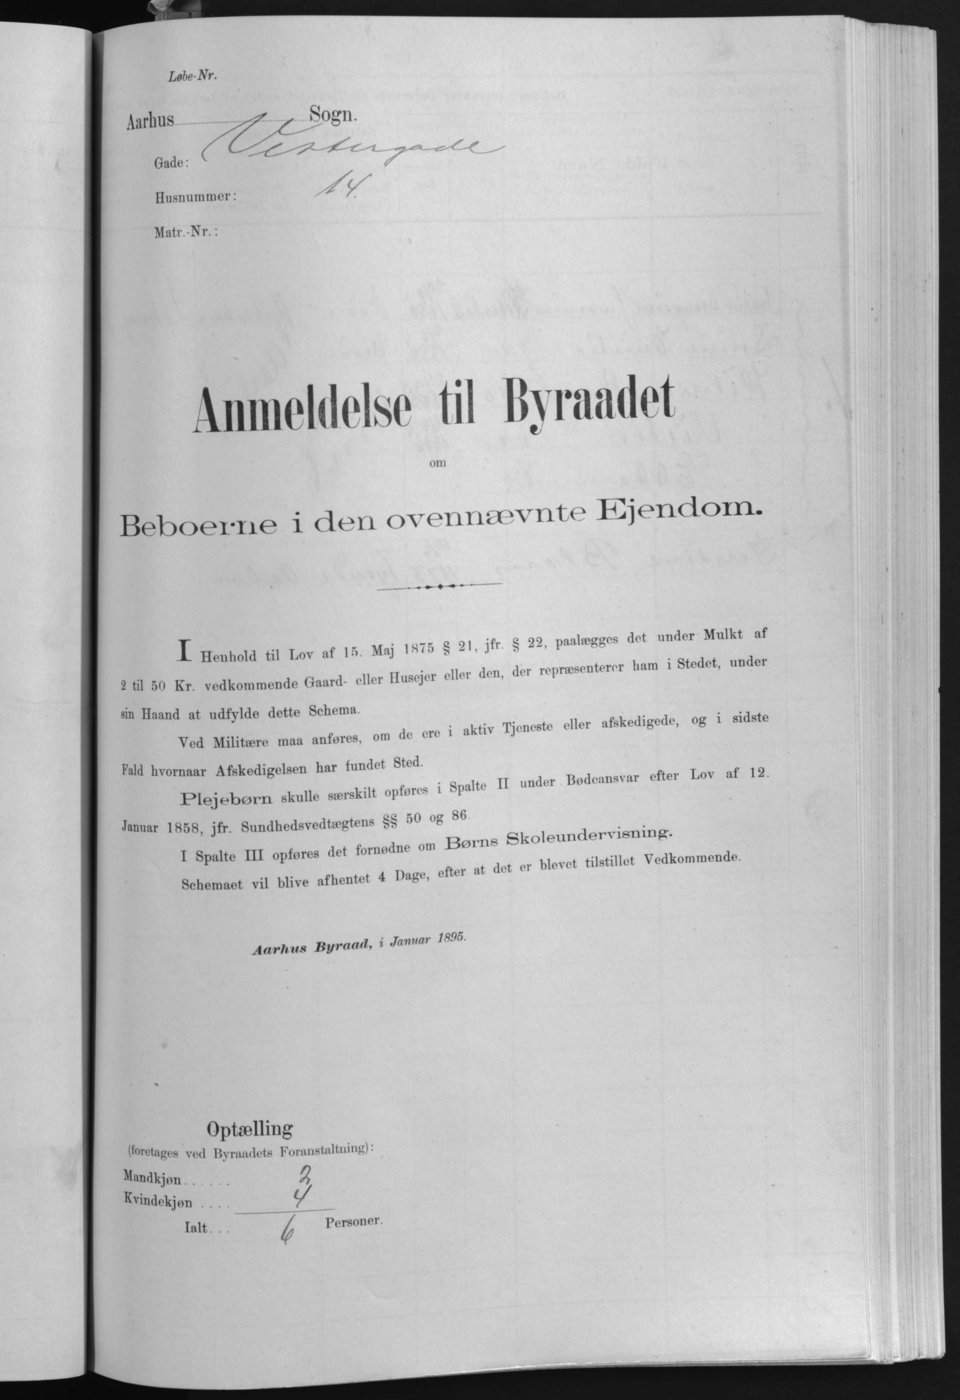 Løbe-Nr.
Aarhus Sogn.
Gade: Vestergade
Husnummer: 14.
Matr.-Nr.:
Anmeldelse til Byraadet
om
Beboerne i den ovennævnte Ejendom.
I Henhold til Lov af 15. Maj 1875 § 21, jfr. § 22, paalægges det under Mulkt af
2 til 50 Kr. vedkommende Gaard- eller Husejer eller den, der repræsenterer ham i Stedet, under
sin Haand at udfylde dette Schema.
Ved Militære maa anføres, om de ere i aktiv Tjeneste eller afskedigede, og i sidste
Fald hvornaar Afskedigelsen har fundet Sted.
Plejebørn skulle særskilt opføres i Spalte II under Bødeansvar efter Lov af 12.
Januar 1858, jfr. Sundhedsvedtægtens §§ 50 og 86.
I Spalte III opføres det fornødne om Børns Skoleundervisning.
Schemaet vil blive afhentet 4 Dage, efter at det er blevet tilstillet Vedkommende.
Aarhus Byraad, i Januar 1895.
Optælling
(foretages ved Byraadets Foranstaltning):
Mandkjøn...... 2
Kvindekjøn .... 4
Ialt... 6 Personer.